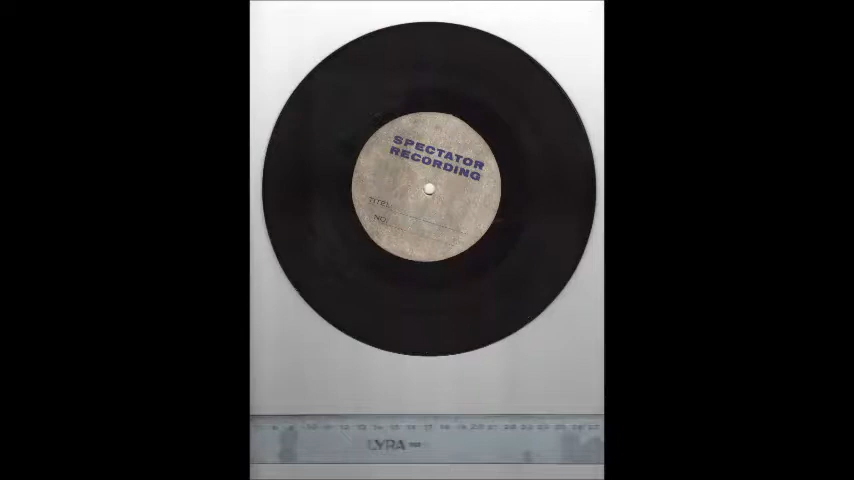 SPECTATOR
RECORDING
TITEL
NO:
LYRA